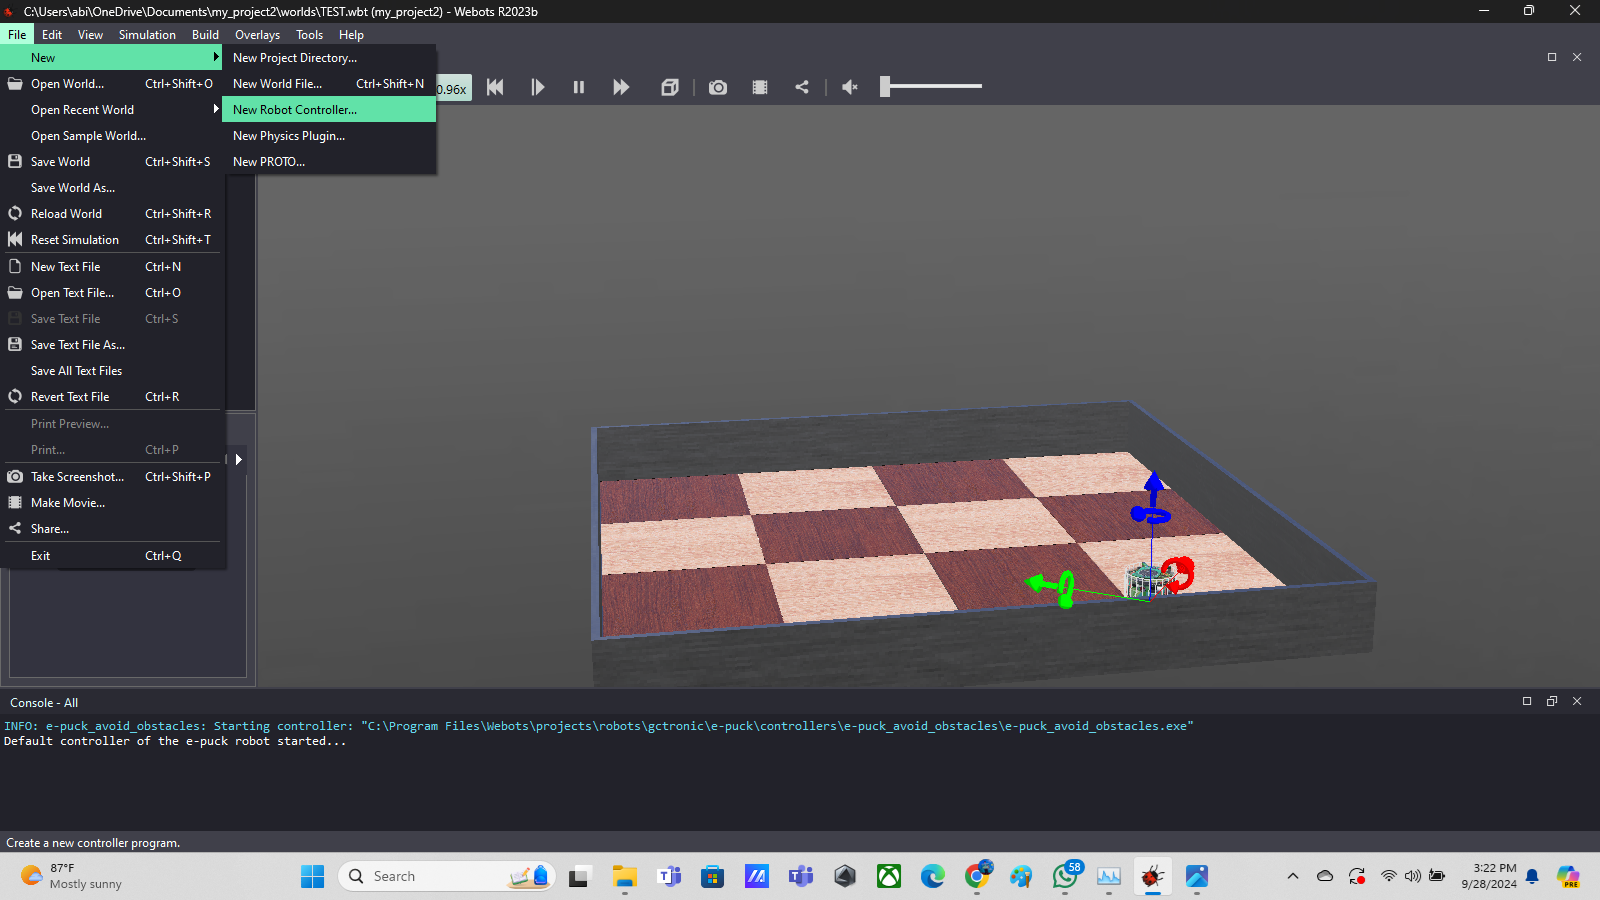 C:\Users\abi\OneDrive\Documents\my_project2\worlds\TEST.wbt (my_project2) - Webots R2023b
File Edit View Simulation Build Overlays Tools Help
New
Open World... Ctrl+Shift+O
Open Recent World
Open Sample World...
Save World Ctrl+Shift+S
Save World As...
Reload World Ctrl+Shift+R
Reset Simulation Ctrl+Shift+T
New Text File Ctrl+N
Open Text File... Ctrl+O
Save Text File Ctrl+S
Save Text File As...
Save All Text Files
Revert Text File Ctrl+R
Print Preview...
Print... Ctrl+P
Take Screenshot... Ctrl+Shift+P
Make Movie...
Share...
Exit Ctrl+Q
New Project Directory...
New World File... Ctrl+Shift+N
New Robot Controller...
New Physics Plugin...
New PROTO...
0.96x
Console - All
INFO: e-puck_avoid_obstacles: Starting controller: "C:\Program Files\Webots\projects\robots\gctronic\e-puck\controllers\e-puck_avoid_obstacles\e-puck_avoid_obstacles.exe"
Default controller of the e-puck robot started...
Create a new controller program.
87°F
Mostly sunny
Search
58
3:22 PM
9/28/2024
PRE